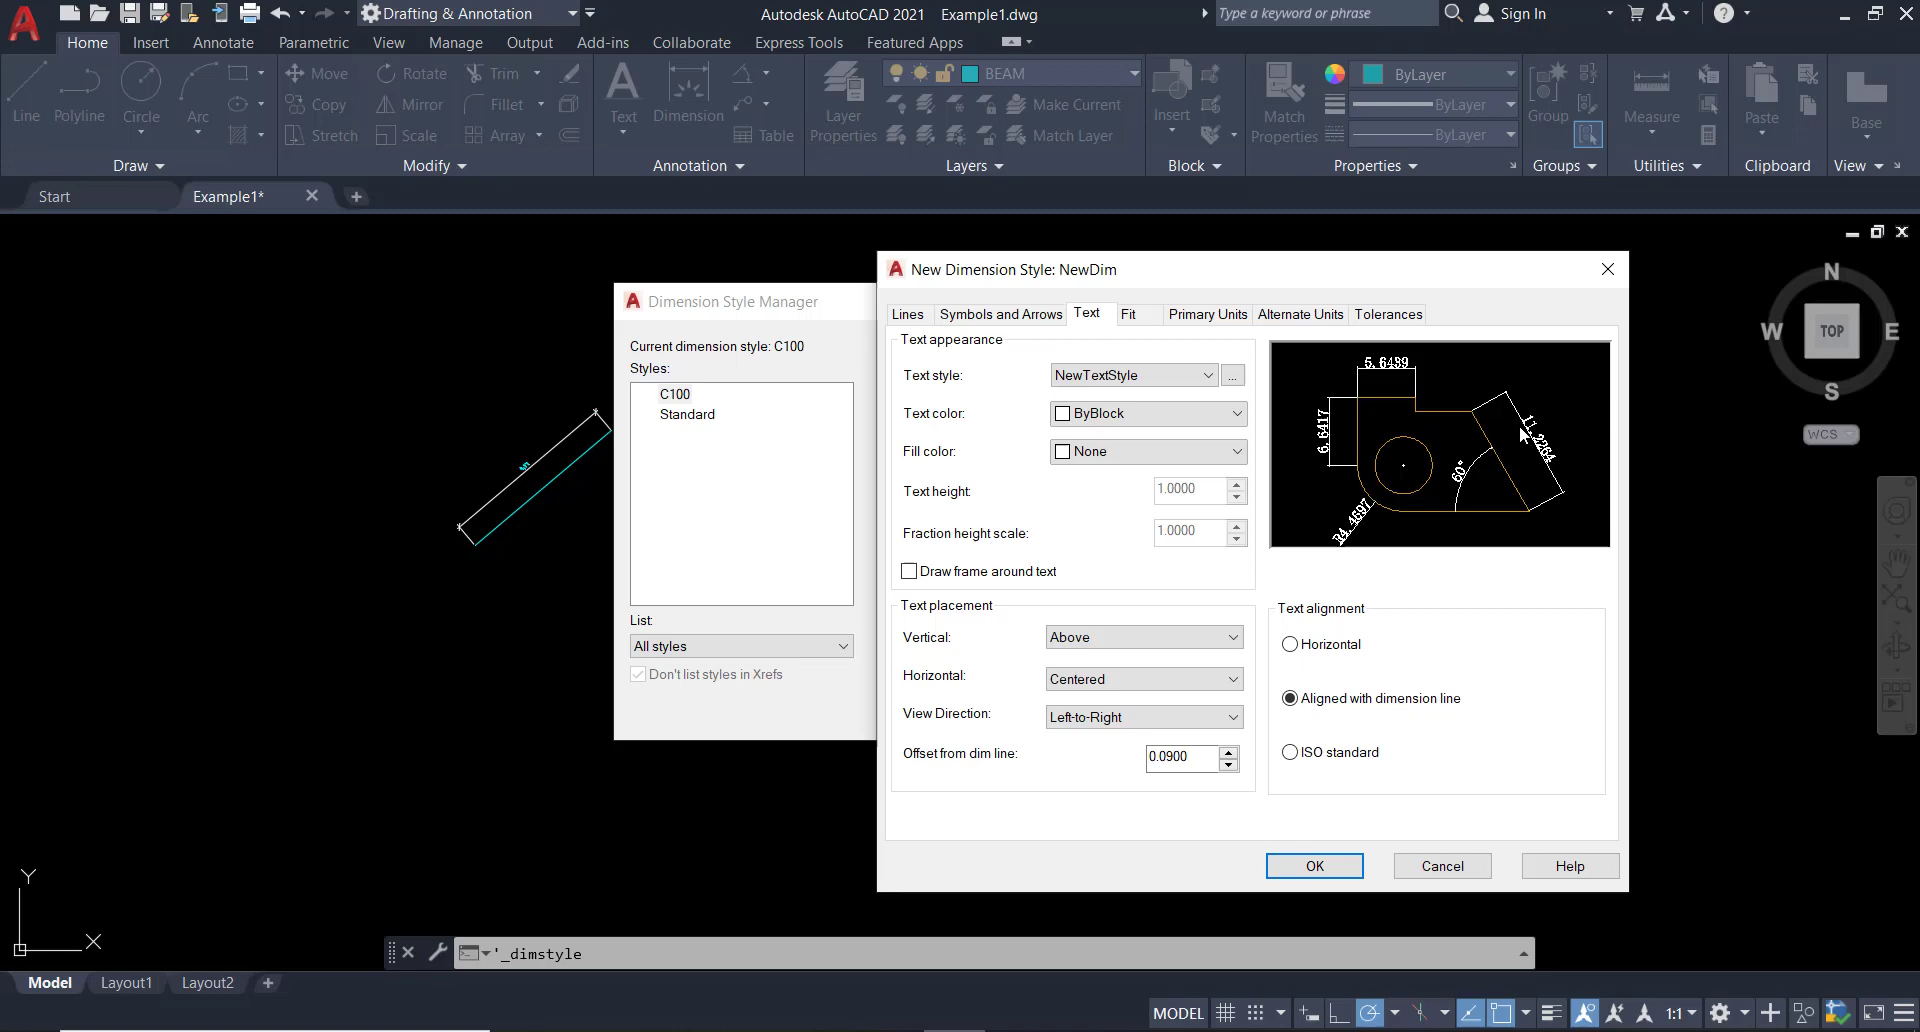 Drafting & Annotation
Autodesk AutoCAD 2021 Example1.dwg
Type a keyword or phrase
Sign In
Home Insert Annotate Parametric View Manage Output Add-ins Collaborate Express Tools Featured Apps
Line Polyline Circle Arc
Draw
Move Rotate Trim
Copy Mirror Fillet
Stretch Scale Array
Modify
Text Dimension Table
Annotation
Layer Properties
BEAM
Make Current
Match Layer
Layers
Insert
Block
Match Properties
ByLayer
ByLayer
ByLayer
Properties
Group
Groups
Measure
Utilities
Paste
Clipboard
Base
View
Start
Example1*
N
W TOP E
S
WCS
Dimension Style Manager
Current dimension style: C100
Styles:
C100
Standard
List:
All styles
Don't list styles in Xrefs
New Dimension Style: NewDim
Lines Symbols and Arrows Text Fit Primary Units Alternate Units Tolerances
Text appearance
Text style: NewTextStyle ...
Text color: ByBlock
Fill color: None
Text height: 1.0000
Fraction height scale: 1.0000
Draw frame around text
5.6439
6.6417
11.2264
60°
R4.4697
Text placement
Vertical: Above
Horizontal: Centered
View Direction: Left-to-Right
Offset from dim line: 0.0900
Text alignment
Horizontal
Aligned with dimension line
ISO standard
OK Cancel Help
Y
X
'_dimstyle
Model Layout1 Layout2
MODEL
1:1